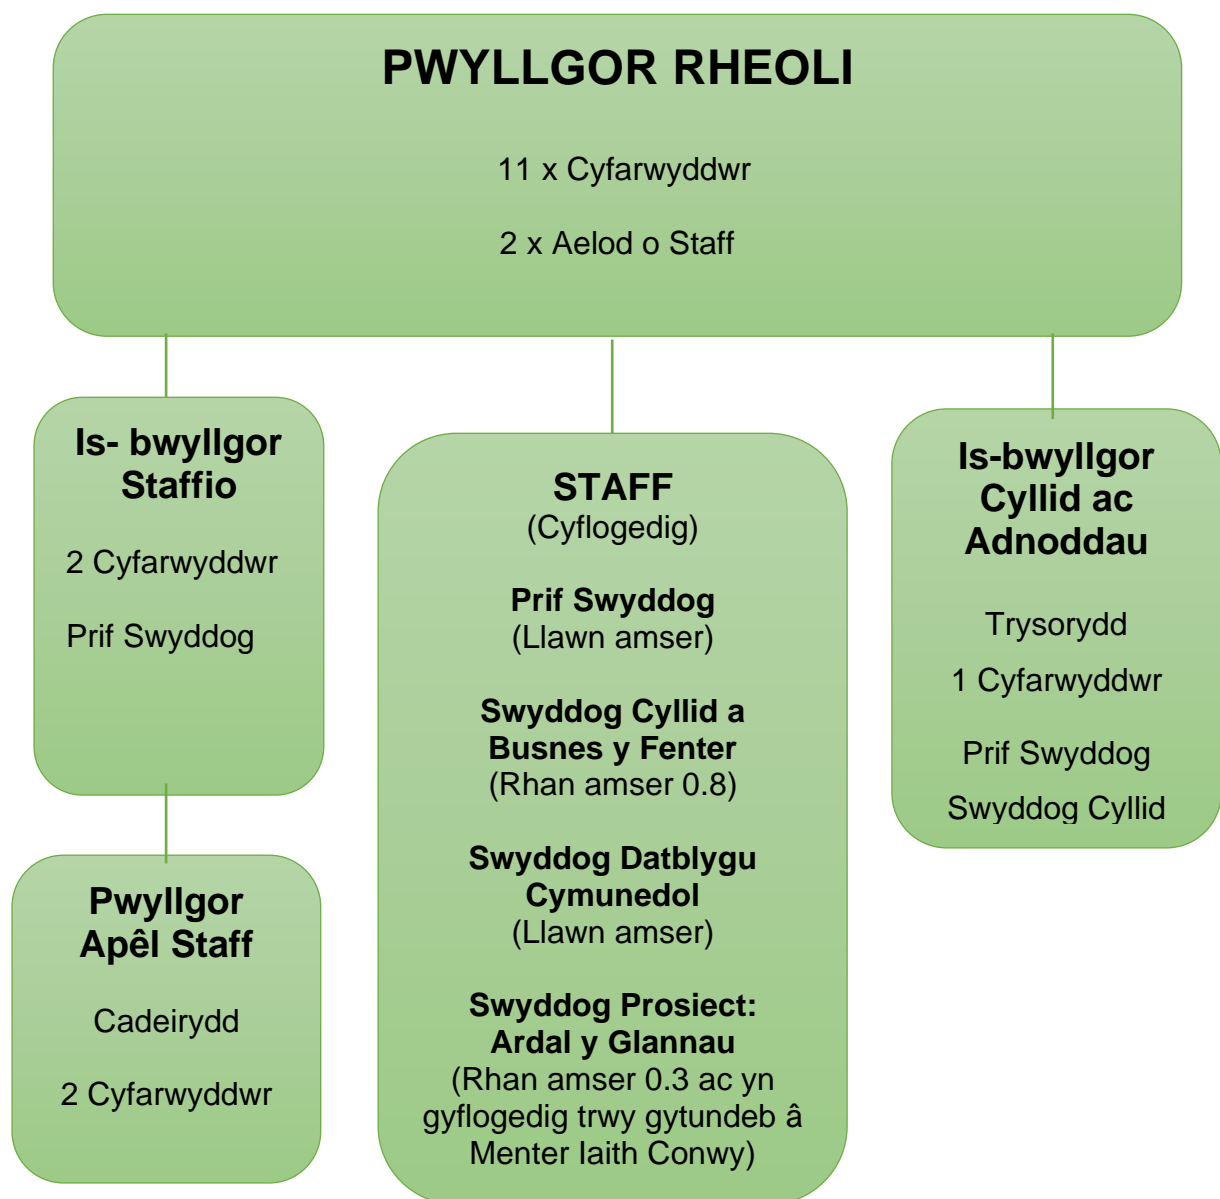 PWYLLGOR RHEOLI
11 x Cyfarwyddwr
2 x Aelod o Staff
Is- bwyllgor
Staffio
2 Cyfarwyddwr
Prif Swyddog
Pwyllgor
Apêl Staff
Cadeirydd
2 Cyfarwyddwr
STAFF
(Cyflogedig)
Prif Swyddog
(Llawn amser)
Swyddog Cyllid a
Busnes y Fenter
(Rhan amser 0.8)
Swyddog Datblygu
Cymunedol
(Llawn amser)
Swyddog Prosiect:
Ardal y Glannau
(Rhan amser 0.3 ac yn
gyflogedig trwy gytundeb â
Menter Iaith Conwy)
Is-bwyllgor
Cyllid ac
Adnoddau
Trysorydd
1 Cyfarwyddwr
Prif Swyddog
Swyddog Cyllid